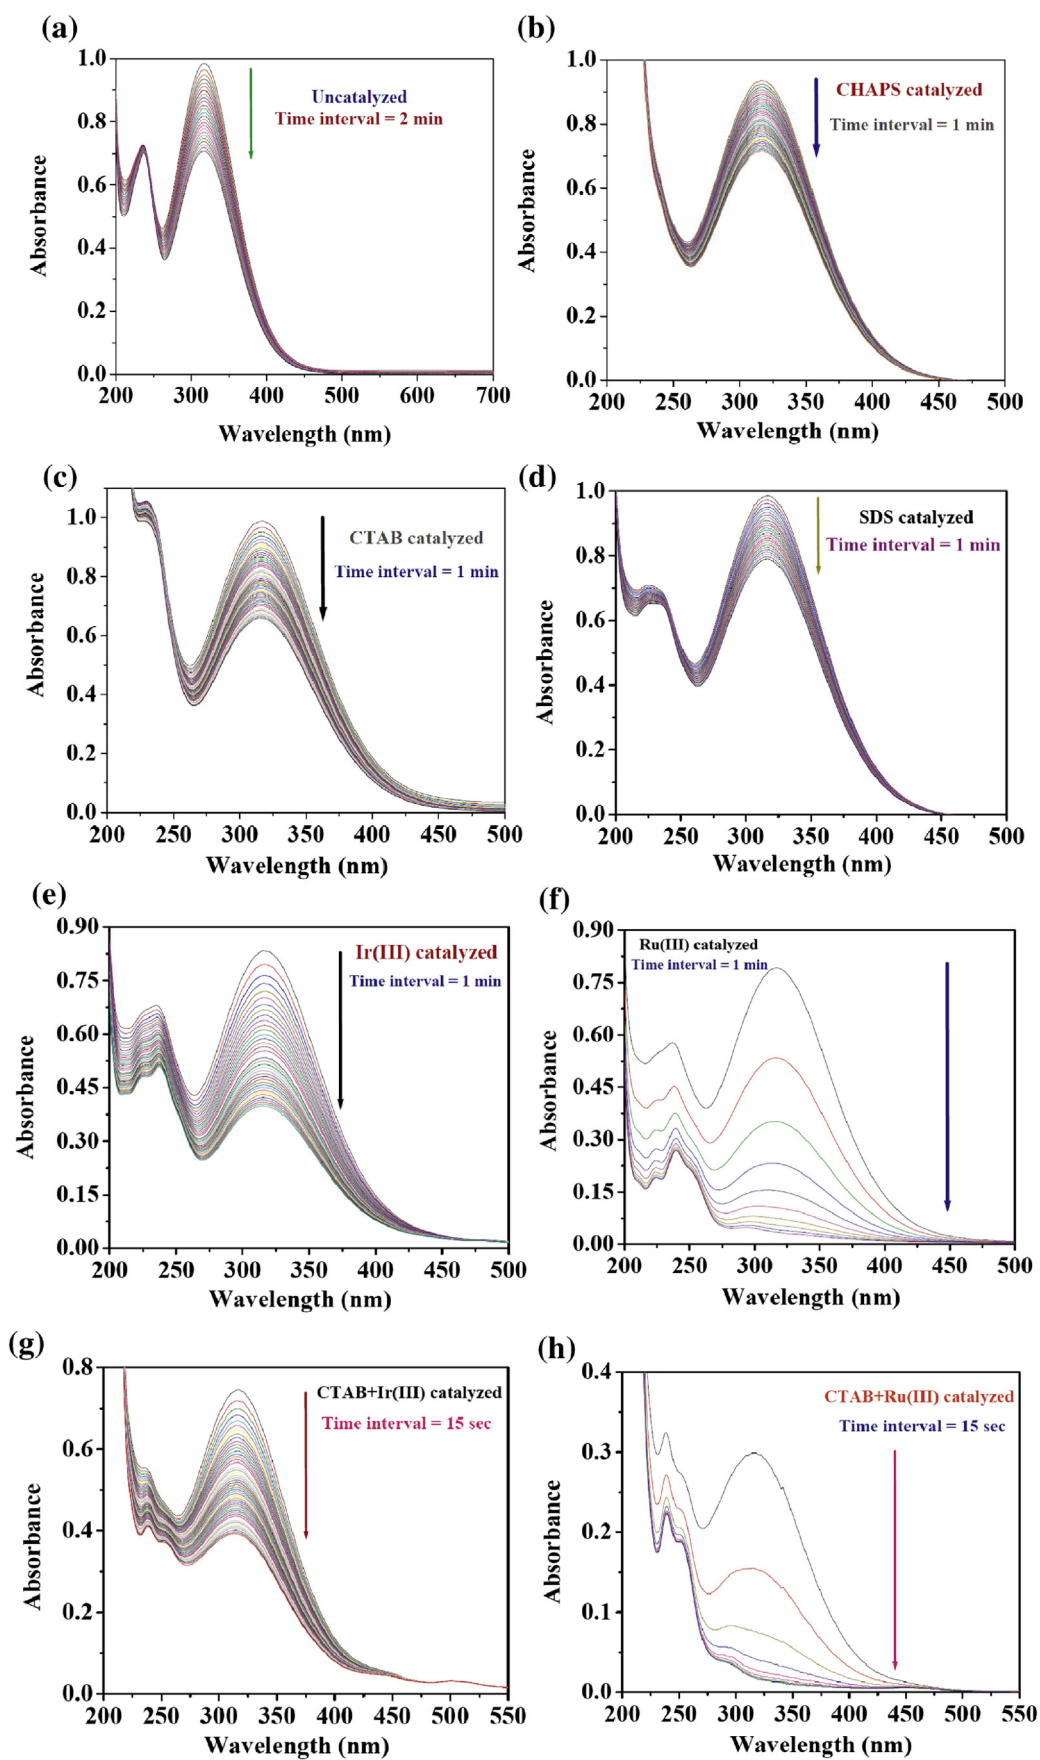 (a)
1.0
0.8
0.6
0.4
0.2
0.0
Absorbance
Uncatalyzed
Time interval = 2 min
200 300 400 500 600 700
Wavelength (nm)
(b)
1.0
0.8
0.6
0.4
0.2
0.0
Absorbance
CHAPS catalyzed
Time interval = 1 min
200 250 300 350 400 450 500
Wavelength (nm)
(c)
1.0
0.8
0.6
0.4
0.2
0.0
Absorbance
CTAB catalyzed
Time interval = 1 min
200 250 300 350 400 450 500
Wavelength (nm)
(d)
1.0
0.8
0.6
0.4
0.2
0.0
Absorbance
SDS catalyzed
Time interval = 1 min
200 250 300 350 400 450 500
Wavelength (nm)
(e)
0.90
0.75
0.60
0.45
0.30
0.15
0.00
Absorbance
Ir(III) catalyzed
Time interval = 1 min
200 250 300 350 400 450 500
Wavelength (nm)
(f)
0.90
0.75
0.60
0.45
0.30
0.15
0.00
Absorbance
Ru(III) catalyzed
Time interval = 1 min
200 250 300 350 400 450 500
Wavelength (nm)
(g)
0.8
0.6
0.4
0.2
0.0
Absorbance
CTAB+Ir(III) catalyzed
Time interval = 15 sec
200 250 300 350 400 450 500 550
Wavelength (nm)
(h)
0.4
0.3
0.2
0.1
0.0
Absorbance
CTAB+Ru(III) catalyzed
Time interval = 15 sec
200 250 300 350 400 450 500 550
Wavelength (nm)